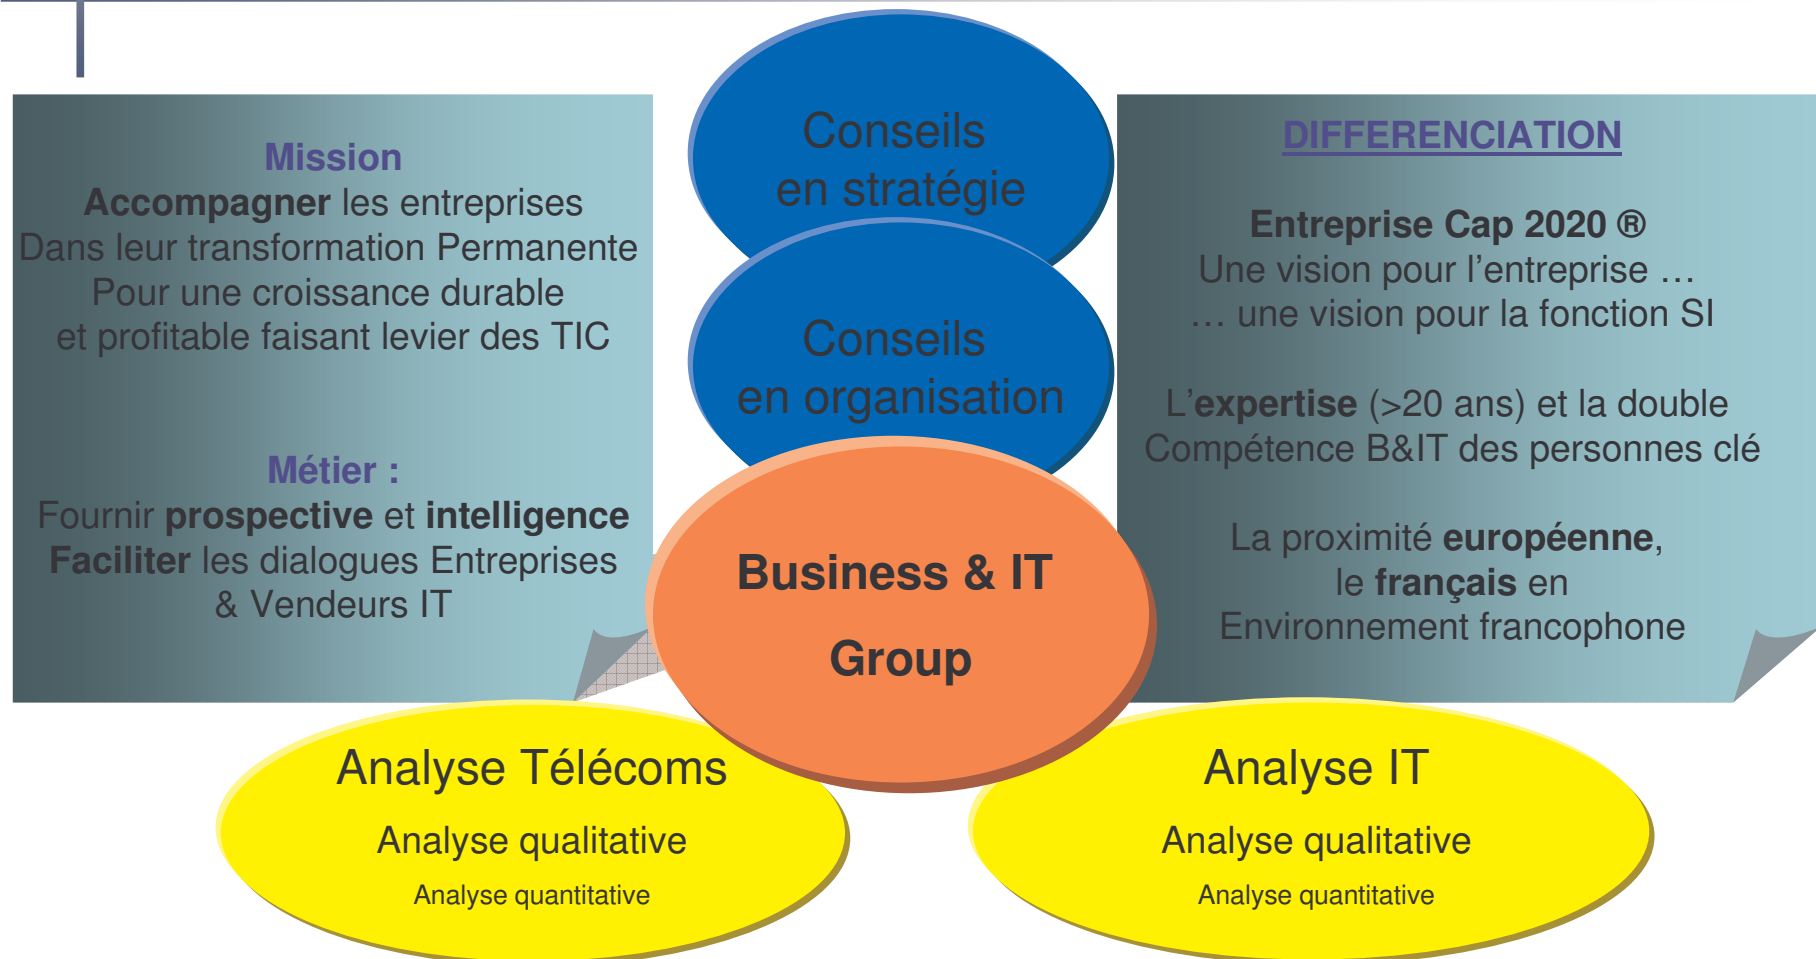 Mission
Accompagner les entreprises
Dans leur transformation Permanente
Pour une croissance durable
et profitable faisant levier des TIC
Métier :
Fournir prospective et intelligence
Faciliter les dialogues Entreprises
& Vendeurs IT
Conseils
en stratégie
Conseils
en organisation
Business & IT
Group
DIFFERENCIATION
Entreprise Cap 2020 ®
Une vision pour l’entreprise …
… une vision pour la fonction SI
L’expertise (>20 ans) et la double
Compétence B&IT des personnes clé
La proximité européenne,
le français en
Environnement francophone
Analyse Télécoms
Analyse qualitative
Analyse quantitative
Analyse IT
Analyse qualitative
Analyse quantitative